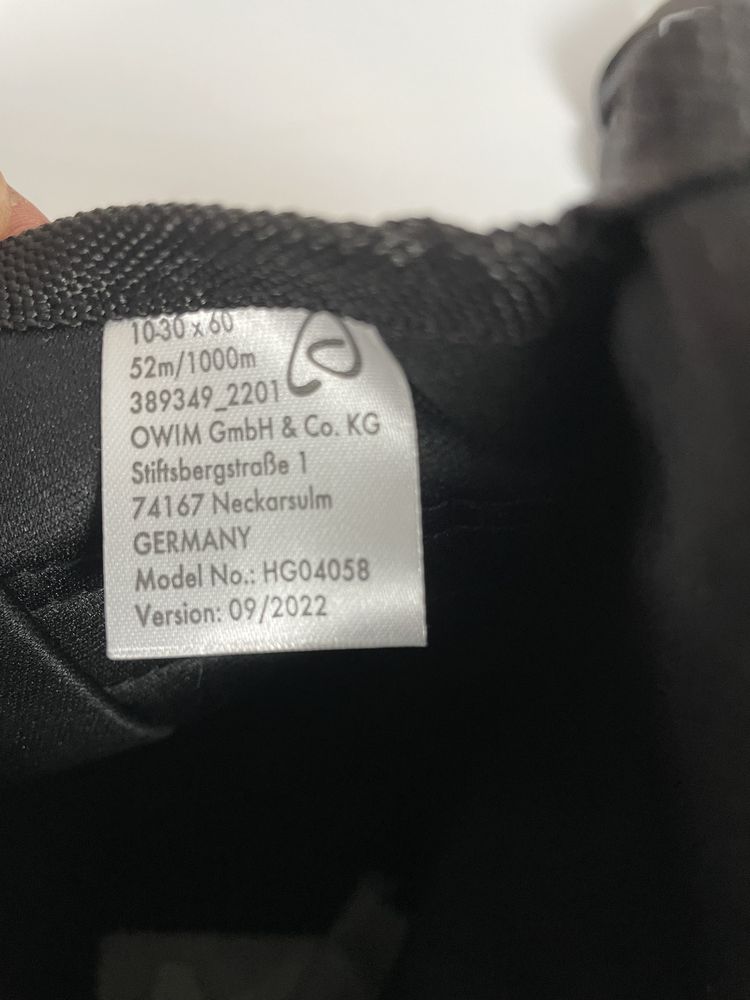 10-30 x 60
52m/1000m
389349_2201
OWIM GmbH & Co. KG
Stiftsbergstraße 1
74167 Neckarsulm
GERMANY
Model No.: HG04058
Version: 09/2022